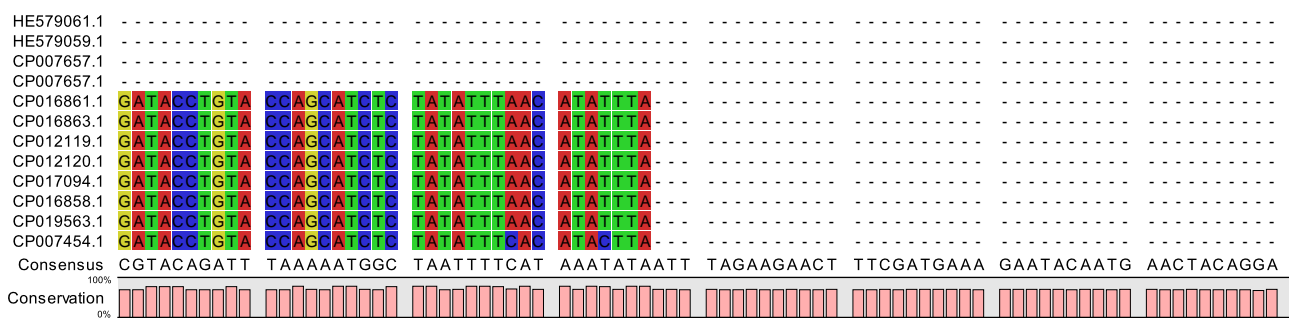 HE579061.1 - - - - - - - - - - - - - - - - - - - - - - - - - - - - - - - - - - - - - - - - - - - - - - - - - - - - - - - - - - - - - - - - - - - - - - - - - - - - - - - -
HE579059.1 - - - - - - - - - - - - - - - - - - - - - - - - - - - - - - - - - - - - - - - - - - - - - - - - - - - - - - - - - - - - - - - - - - - - - - - - - - - - - - - -
CP007657.1 - - - - - - - - - - - - - - - - - - - - - - - - - - - - - - - - - - - - - - - - - - - - - - - - - - - - - - - - - - - - - - - - - - - - - - - - - - - - - - - -
CP007657.1 - - - - - - - - - - - - - - - - - - - - - - - - - - - - - - - - - - - - - - - - - - - - - - - - - - - - - - - - - - - - - - - - - - - - - - - - - - - - - - - -
CP016861.1 GATACCTGTA CCAGCATCTC TATATTTAAC ATATTTA--- ---------- ---------- ---------- ----------
CP016863.1 GATACCTGTA CCAGCATCTC TATATTTAAC ATATTTA--- ---------- ---------- ---------- ----------
CP012119.1 GATACCTGTA CCAGCATCTC TATATTTAAC ATATTTA--- ---------- ---------- ---------- ----------
CP012120.1 GATACCTGTA CCAGCATCTC TATATTTAAC ATATTTA--- ---------- ---------- ---------- ----------
CP017094.1 GATACCTGTA CCAGCATCTC TATATTTAAC ATATTTA--- ---------- ---------- ---------- ----------
CP016858.1 GATACCTGTA CCAGCATCTC TATATTTAAC ATATTTA--- ---------- ---------- ---------- ----------
CP019563.1 GATACCTGTA CCAGCATCTC TATATTTAAC ATATTTA--- ---------- ---------- ---------- ----------
CP007454.1 GATACCTGTA CCAGCATCTC TATATTTCAC ATACTTA--- ---------- ---------- ---------- ----------
Consensus CGTACAGATT TAAAAATGGC TAATTTTCAT AAATATAATT TAGAAGAACT TTCGATGAAA GAATACAATG AACTACAGGA
100%
Conservation
0%